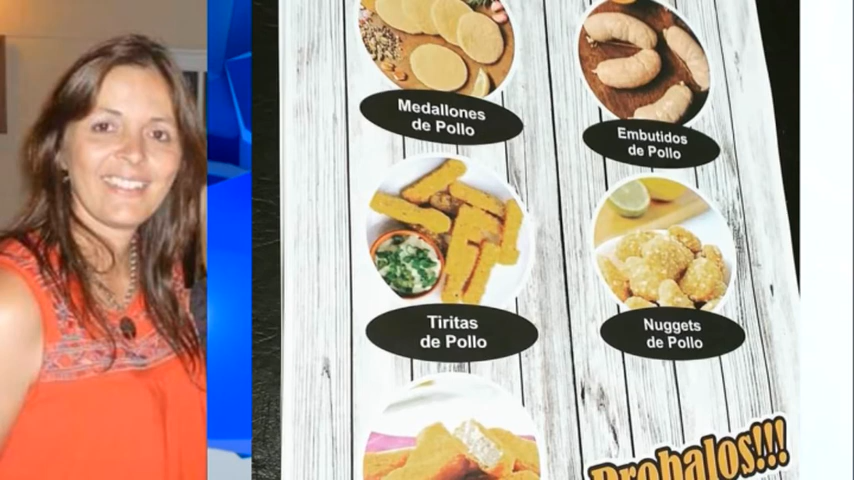 Medallones
de Pollo
Embutidos
de Pollo
Tiritas
de Pollo
Nuggets
de Pollo
Probalos!!!